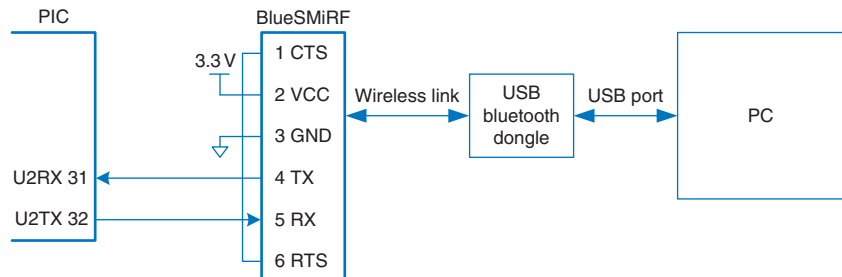 PIC
BlueSMiRF
1 CTS
3.3 V
2 VCC
Wireless link
USB
bluetooth
dongle
USB port
PC
3 GND
U2RX 31
4 TX
U2TX 32
5 RX
6 RTS